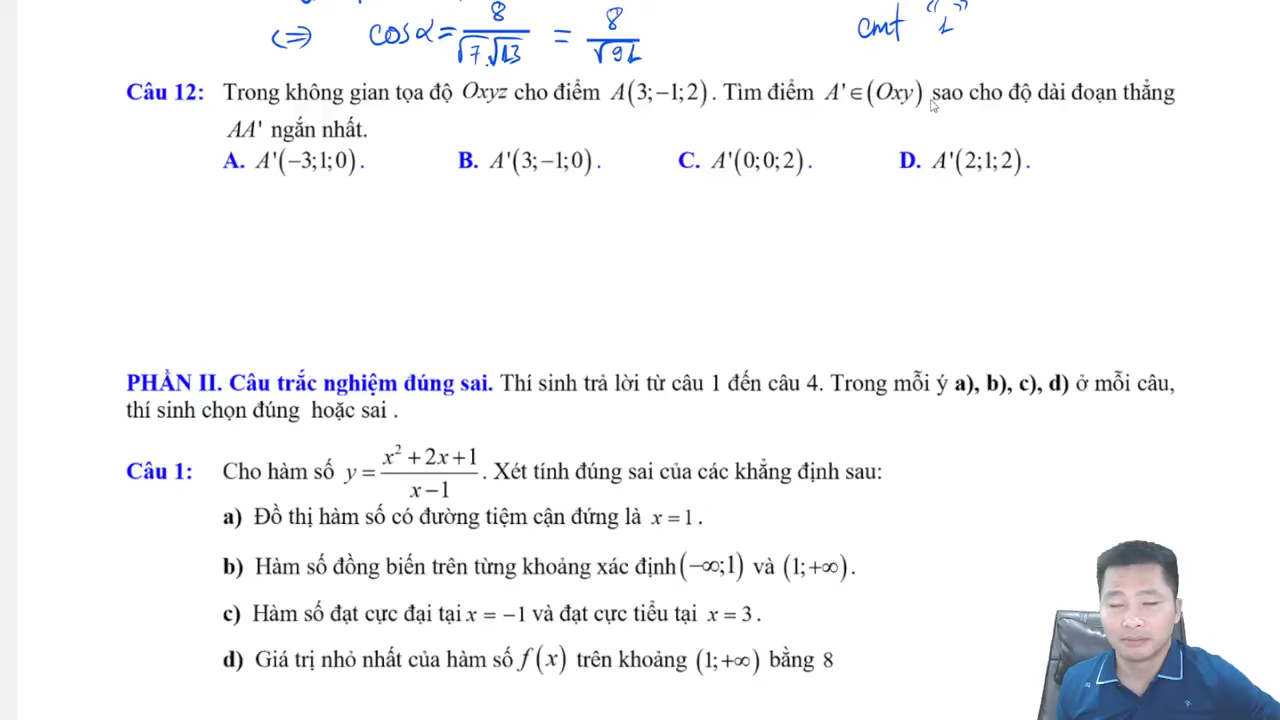 ⇔ cosα = 8/(√7.√13) = 8/√91
cmt "1"
Câu 12: Trong không gian tọa độ Oxyz cho điểm A(3;−1;2). Tìm điểm A'∈(Oxy) sao cho độ dài đoạn thẳng
AA' ngắn nhất.
A. A'(−3;1;0). B. A'(3;−1;0). C. A'(0;0;2). D. A'(2;1;2).
PHẦN II. Câu trắc nghiệm đúng sai. Thí sinh trả lời từ câu 1 đến câu 4. Trong mỗi ý a), b), c), d) ở mỗi câu,
thí sinh chọn đúng hoặc sai .
Câu 1: Cho hàm số y = (x²+2x+1)/(x−1). Xét tính đúng sai của các khẳng định sau:
a) Đồ thị hàm số có đường tiệm cận đứng là x = 1.
b) Hàm số đồng biến trên từng khoảng xác định (−∞;1) và (1;+∞).
c) Hàm số đạt cực đại tại x = −1 và đạt cực tiểu tại x = 3.
d) Giá trị nhỏ nhất của hàm số f(x) trên khoảng (1;+∞) bằng 8